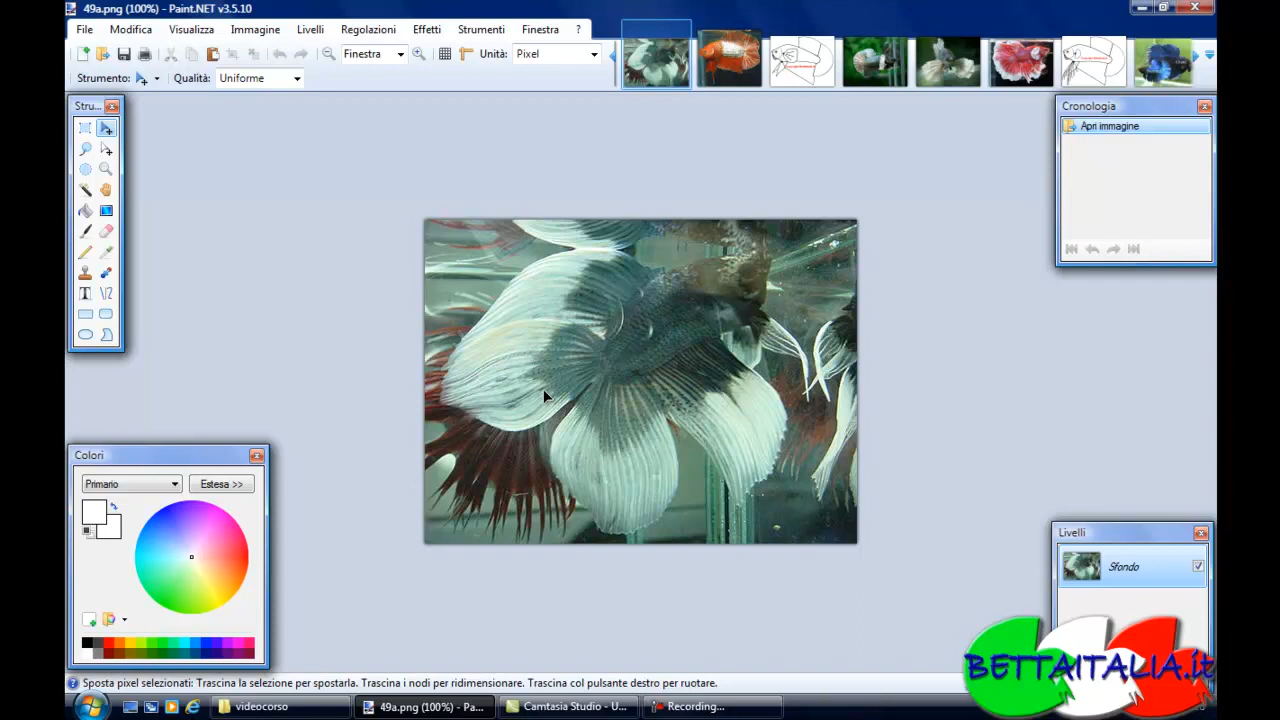 49a.png (100%) - Paint.NET v3.5.10
File Modifica Visualizza Immagine Livelli Regolazioni Effetti Strumenti Finestra ?
Finestra Unità: Pixel
Strumento: Qualità: Uniforme
Stru...
Cronologia
Apri immagine
Colori
Primario Estesa >>
Livelli
Sfondo
BETTAITALIA.it
Sposta pixel selezionati: Trascina la selezione per spostarla. Trascina i nodi per ridimensionare. Trascina col pulsante destro per ruotare.
videocorso 49a.png (100%) - Pa... Camtasia Studio - U... Recording...